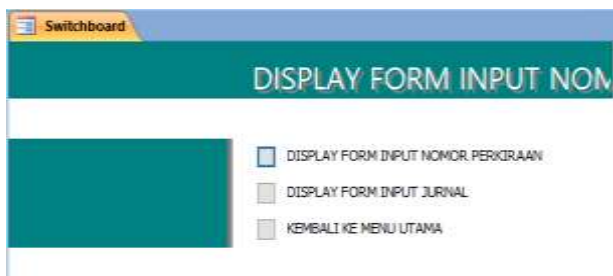 Switchboard
DISPLAY FORM INPUT NOM
DISPLAY FORM INPUT NOMOR PERKIRAAN
DISPLAY FORM INPUT JURNAL
KEMBALI KE MENU UTAMA